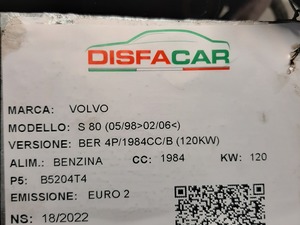 DISFACAR
MARCA: VOLVO
MODELLO: S 80 (05/98>02/06<)
VERSIONE: BER 4P/1984CC/B (120KW)
ALIM.: BENZINA CC: 1984 KW: 120
P5: B5204T4
EMISSIONE: EURO 2
NS: 18/2022